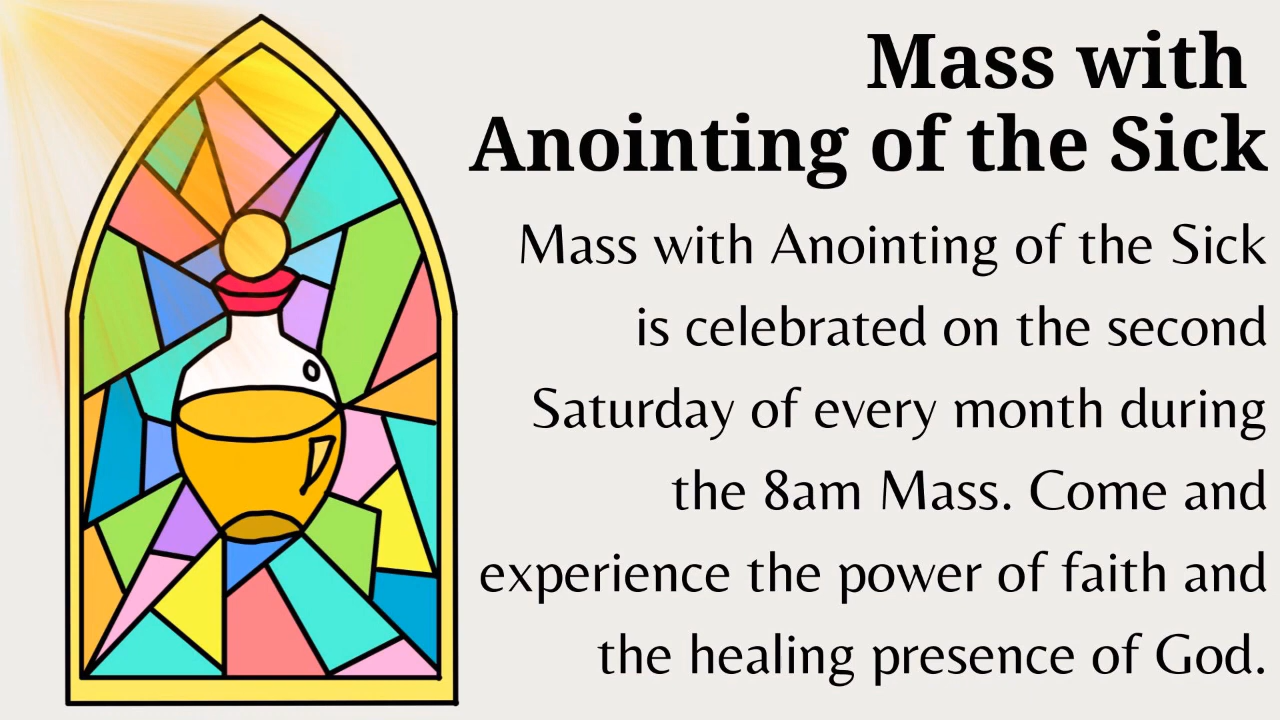 Mass with
Anointing of the Sick
Mass with Anointing of the Sick
is celebrated on the second
Saturday of every month during
the 8am Mass. Come and
experience the power of faith and
the healing presence of God.